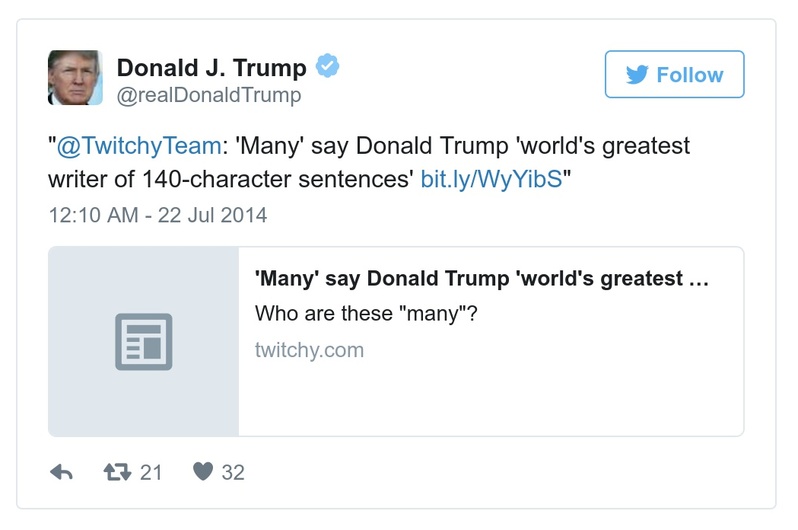 Donald J. Trump
@realDonaldTrump
Follow
"@TwitchyTeam: 'Many' say Donald Trump 'world's greatest
writer of 140-character sentences' bit.ly/WyYibS"
12:10 AM - 22 Jul 2014
'Many' say Donald Trump 'world's greatest …
Who are these "many"?
twitchy.com
21
32